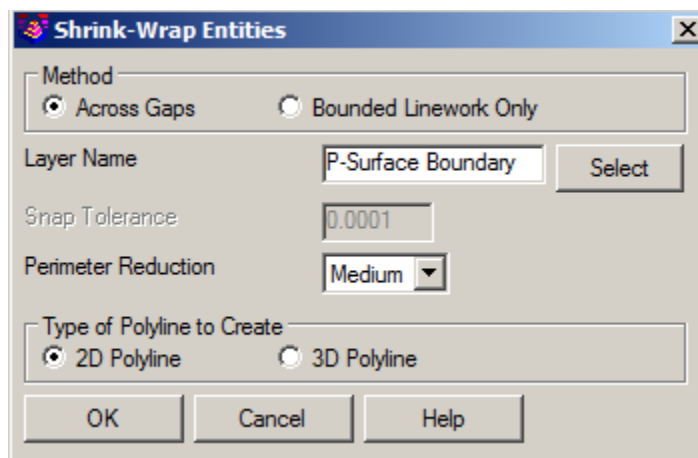 Shrink-Wrap Entities
Method
Across Gaps Bounded Linework Only
Layer Name P-Surface Boundary Select
Snap Tolerance 0.0001
Perimeter Reduction Medium
Type of Polyline to Create
2D Polyline 3D Polyline
OK Cancel Help